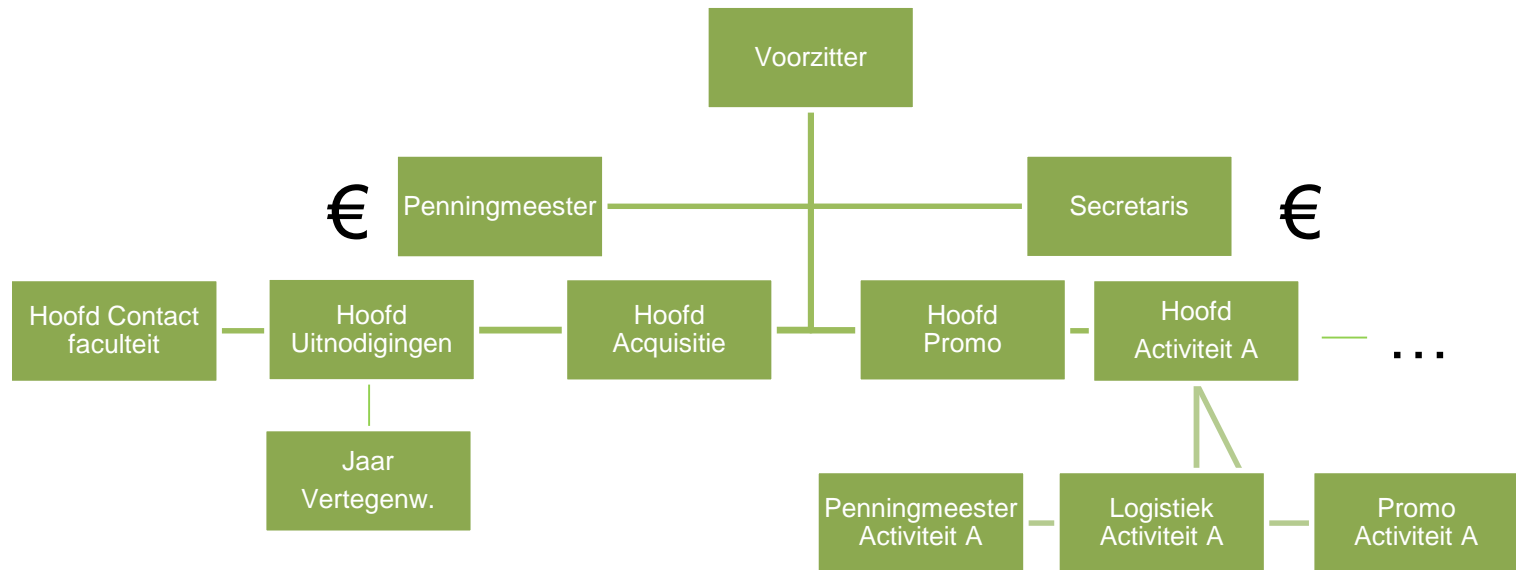 Voorzitter
€
Penningmeester
Secretaris
€
Hoofd Contact
faculteit
Hoofd
Uitnodigingen
Hoofd
Acquisitie
Hoofd
Promo
Hoofd
Activiteit A
...
Jaar
Vertegenw.
Penningmeester
Activiteit A
Logistiek
Activiteit A
Promo
Activiteit A